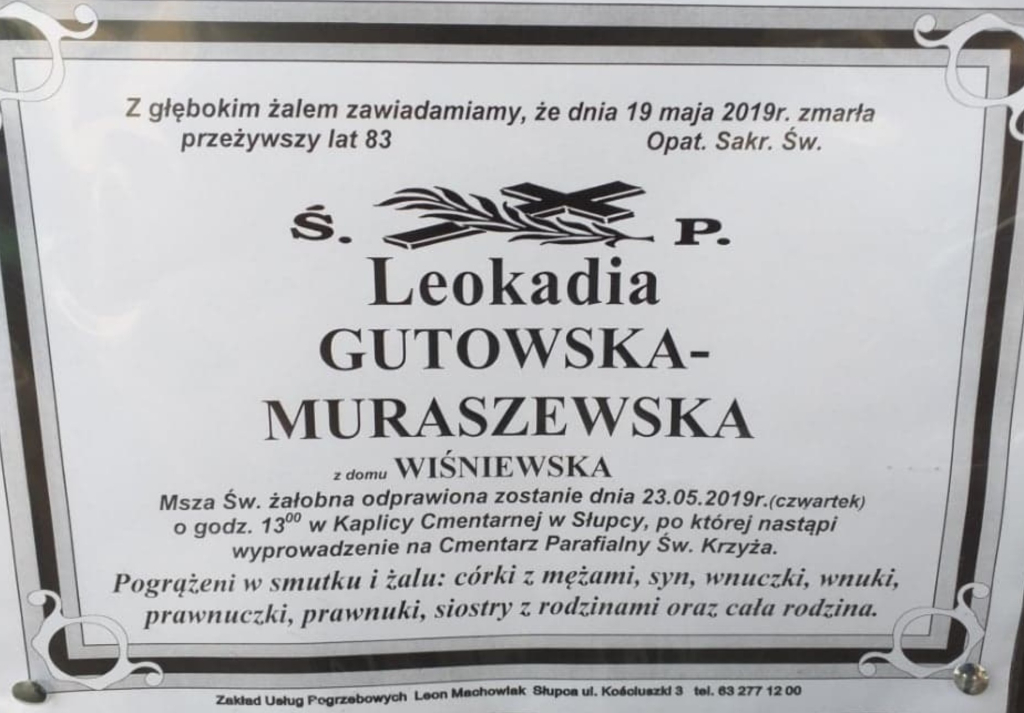 Z głębokim żalem zawiadamiamy, że dnia 19 maja 2019r. zmarła
przeżywszy lat 83 Opat. Sakr. Św.
Ś. P.
Leokadia
GUTOWSKA-
MURASZEWSKA
z domu WIŚNIEWSKA
Msza Św. żałobna odprawiona zostanie dnia 23.05.2019r.(czwartek)
o godz. 13⁰⁰ w Kaplicy Cmentarnej w Słupcy, po której nastąpi
wyprowadzenie na Cmentarz Parafialny Św. Krzyża.
Pogrążeni w smutku i żalu: córki z mężami, syn, wnuczki, wnuki,
prawnuczki, prawnuki, siostry z rodzinami oraz cała rodzina.
Zakład Usług Pogrzebowych Leon Machowiak Słupca ul. Kościuszki 3 tel. 63 277 12 00